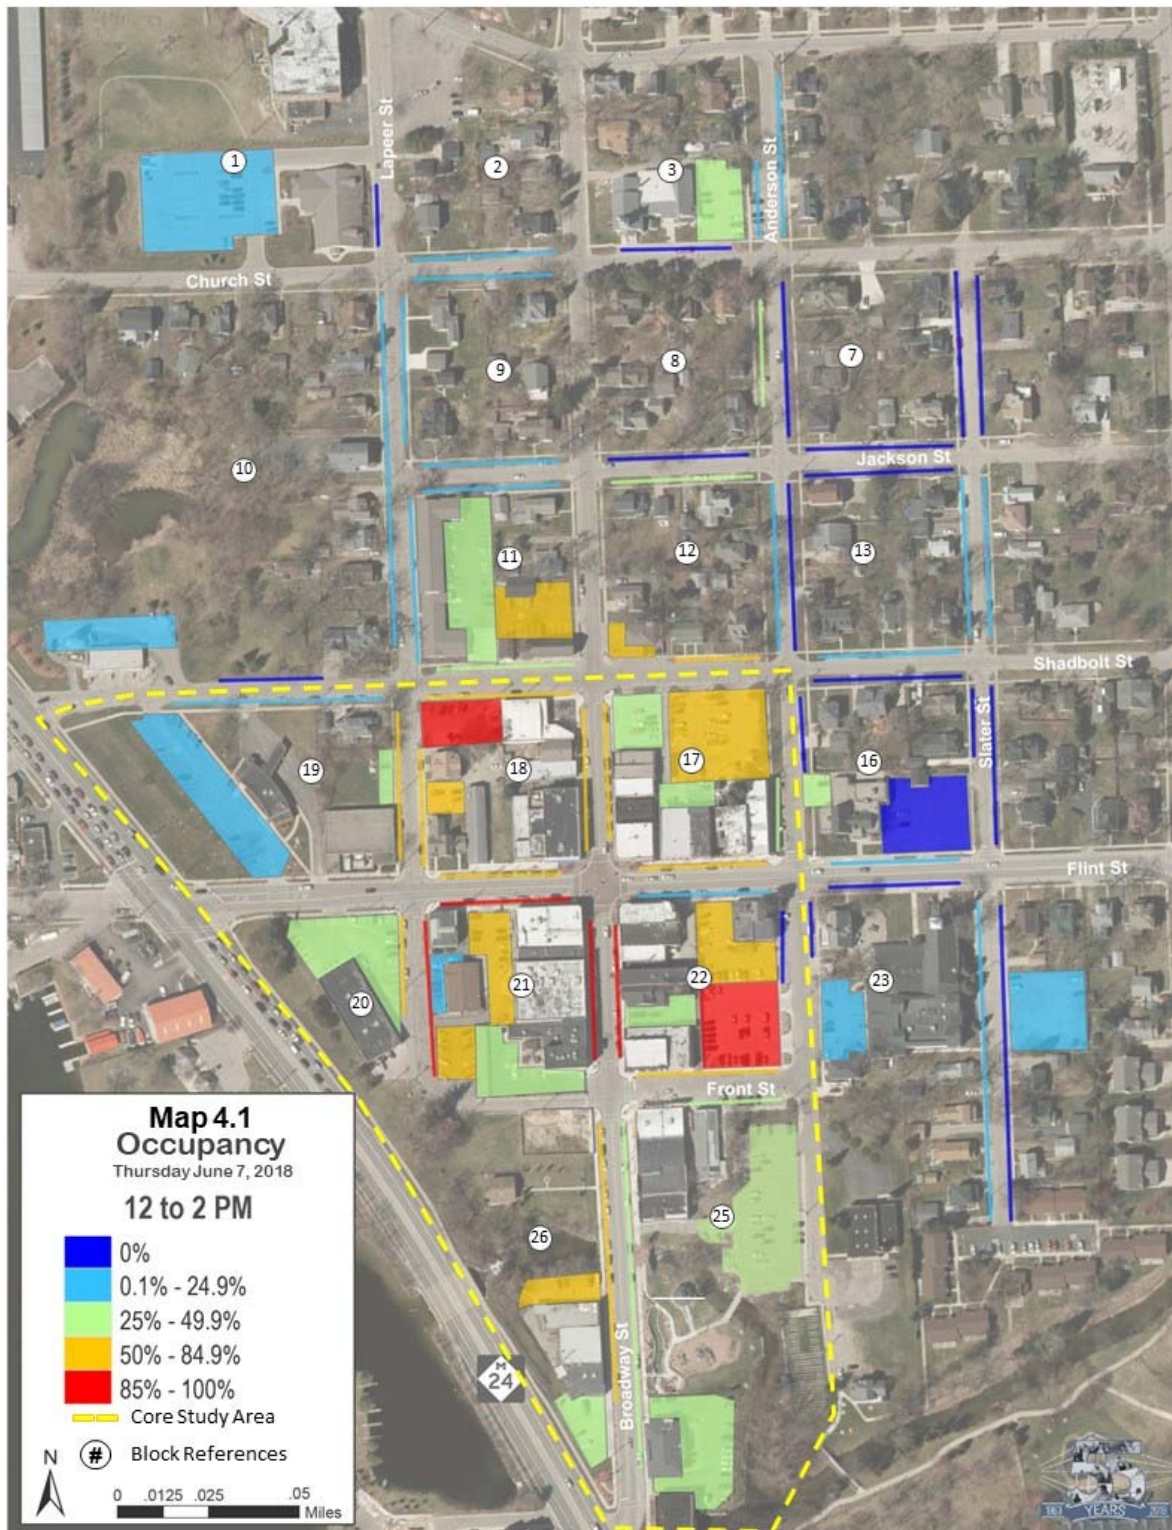 1
2
3
Lapeer St
Anderson St
Church St
9
8
7
10
Jackson St
11
12
13
Shadbolt St
19
18
17
16
Slater St
Flint St
20
21
22
23
Front St
25
26
Broadway St
M
24
Map 4.1
Occupancy
Thursday June 7, 2018
12 to 2 PM
0%
0.1% - 24.9%
25% - 49.9%
50% - 84.9%
85% - 100%
Core Study Area
# Block References
N
0 .0125 .025 .05
Miles
YEARS